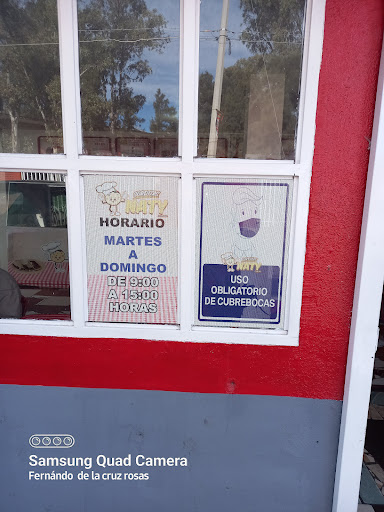 NATY
HORARIO
MARTES
A
DOMINGO
DE 9:00
A 15:00
HORAS
NATY
USO
OBLIGATORIO
DE CUBREBOCAS
Samsung Quad Camera
Fernándo de la cruz rosas